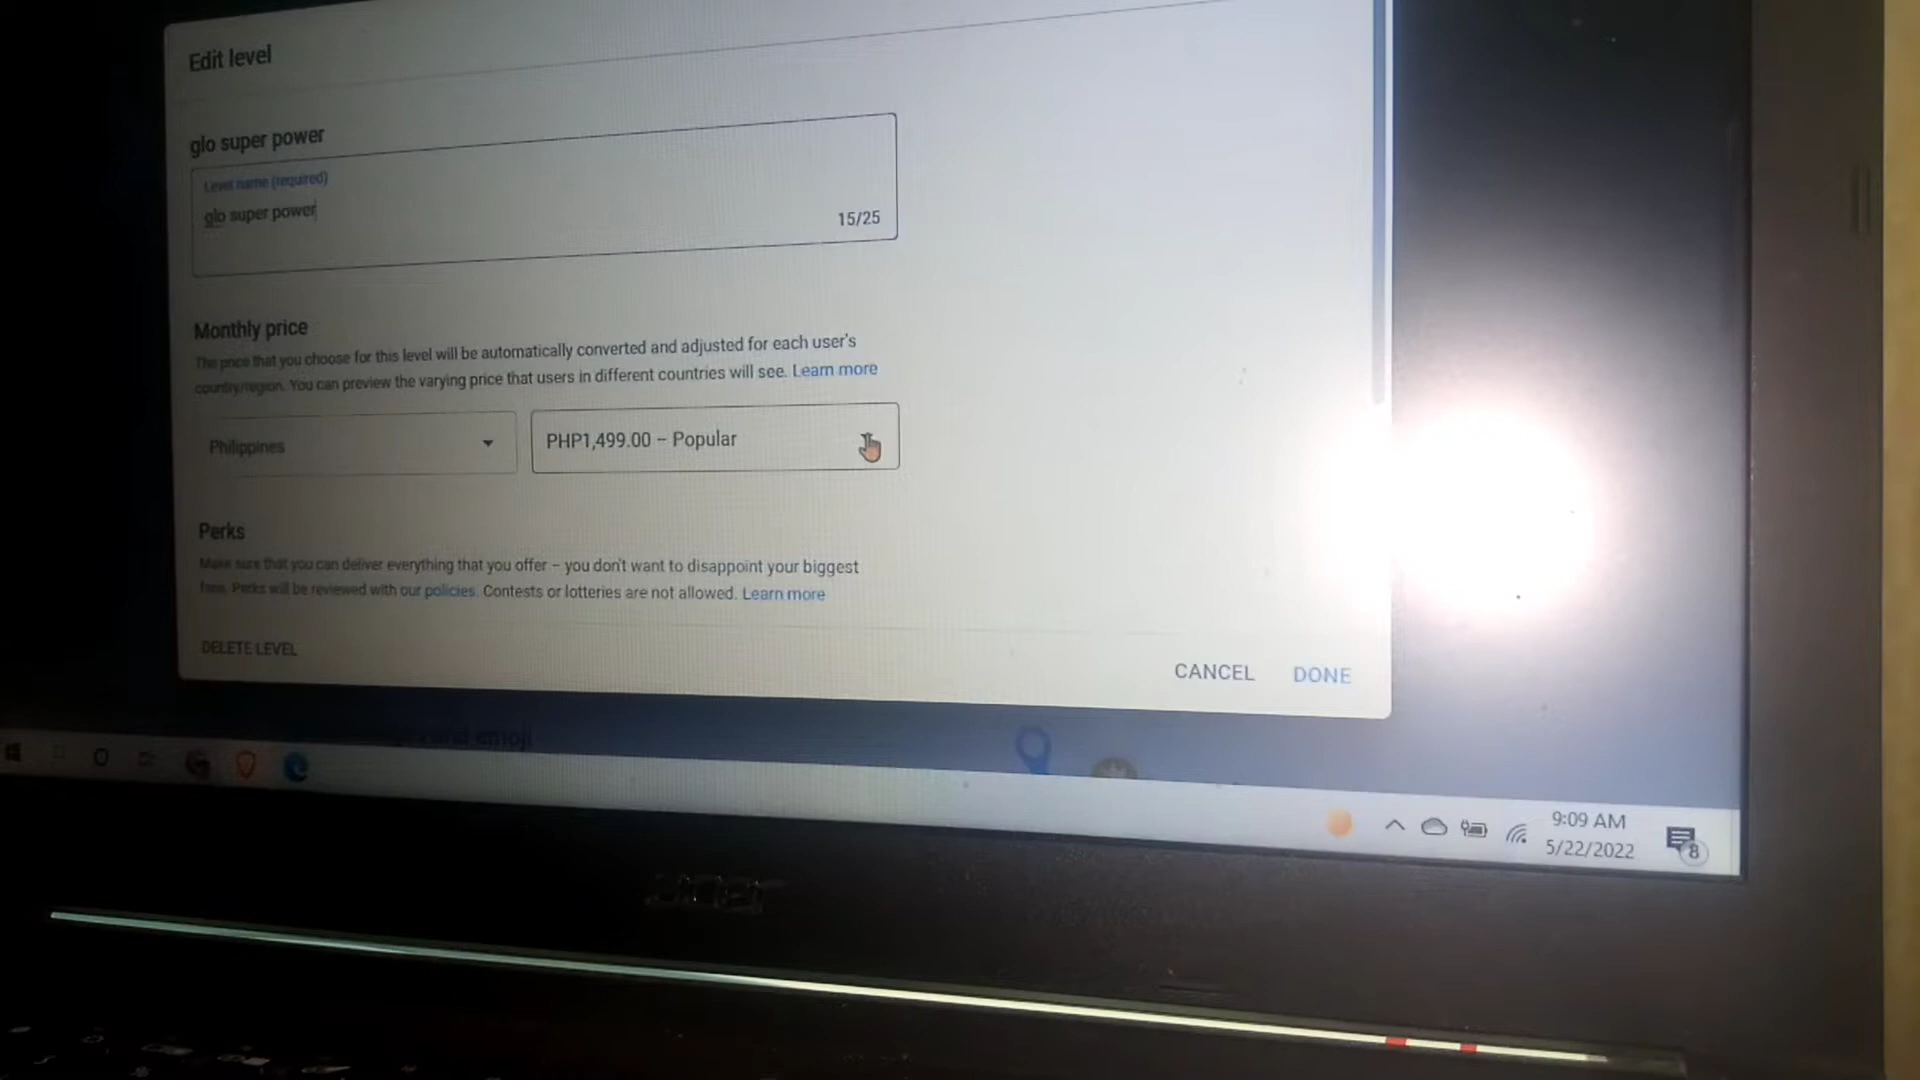 Edit level
glo super power
Level name (required)
glo super power
15/25
Monthly price
The price that you choose for this level will be automatically converted and adjusted for each user's
country/region. You can preview the varying price that users in different countries will see. Learn more
Philippines
PHP1,499.00 – Popular
Perks
Make sure that you can deliver everything that you offer – you don't want to disappoint your biggest
fans. Perks will be reviewed with our policies. Contests or lotteries are not allowed. Learn more
DELETE LEVEL
CANCEL DONE
and emoji
9:09 AM
5/22/2022
8
acer